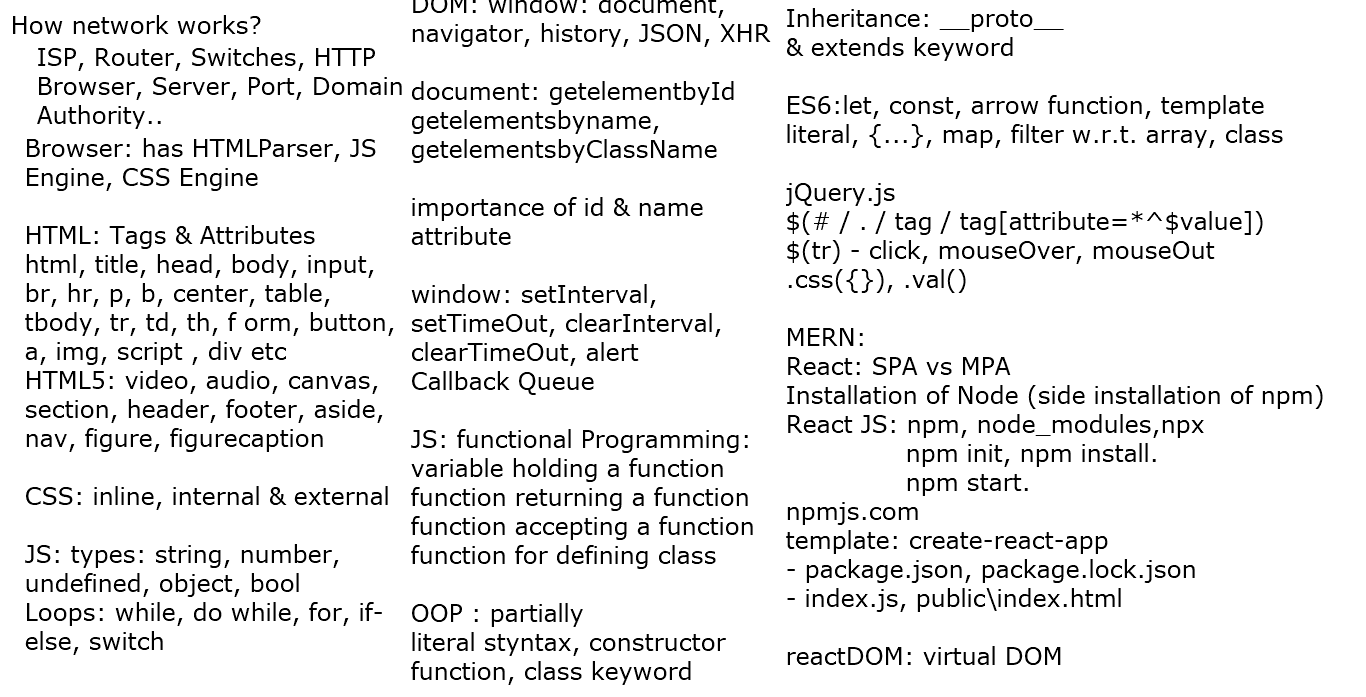 How network works?
ISP, Router, Switches, HTTP
Browser, Server, Port, Domain
Authority..
Browser: has HTMLParser, JS
Engine, CSS Engine
HTML: Tags & Attributes
html, title, head, body, input,
br, hr, p, b, center, table,
tbody, tr, td, th, f orm, button,
a, img, script , div etc
HTML5: video, audio, canvas,
section, header, footer, aside,
nav, figure, figurecaption
CSS: inline, internal & external
JS: types: string, number,
undefined, object, bool
Loops: while, do while, for, if-
else, switch
DOM: window: document,
navigator, history, JSON, XHR
document: getelementbyId
getelementsbyname,
getelementsbyClassName
importance of id & name
attribute
window: setInterval,
setTimeOut, clearInterval,
clearTimeOut, alert
Callback Queue
JS: functional Programming:
variable holding a function
function returning a function
function accepting a function
function for defining class
OOP : partially
literal styntax, constructor
function, class keyword
Inheritance: __proto__
& extends keyword
ES6:let, const, arrow function, template
literal, {...}, map, filter w.r.t. array, class
jQuery.js
$(# / . / tag / tag[attribute=*^$value])
$(tr) - click, mouseOver, mouseOut
.css({}), .val()
MERN:
React: SPA vs MPA
Installation of Node (side installation of npm)
React JS: npm, node_modules,npx
npm init, npm install.
npm start.
npmjs.com
template: create-react-app
- package.json, package.lock.json
- index.js, public\index.html
reactDOM: virtual DOM